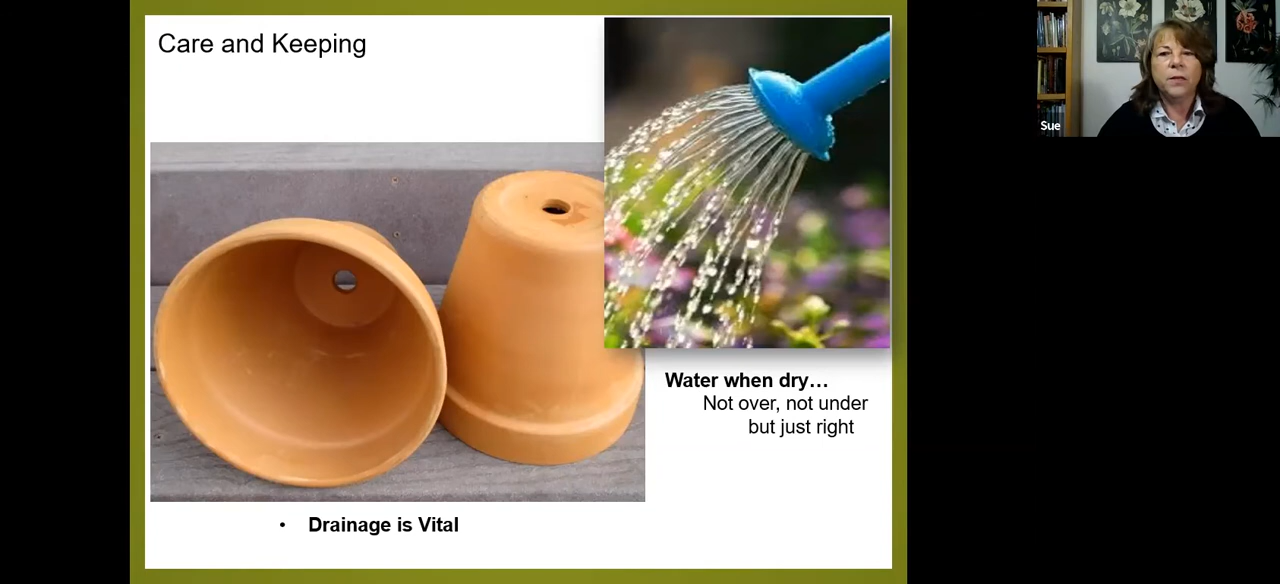 Care and Keeping
Sue
Water when dry…
Not over, not under
but just right
• Drainage is Vital